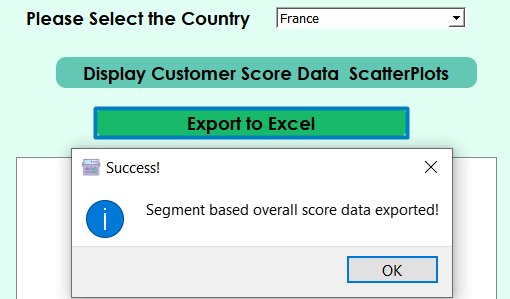 Please Select the Country
France
Display Customer Score Data  ScatterPlots
Export to Excel
Success!
Segment based overall score data exported!
OK